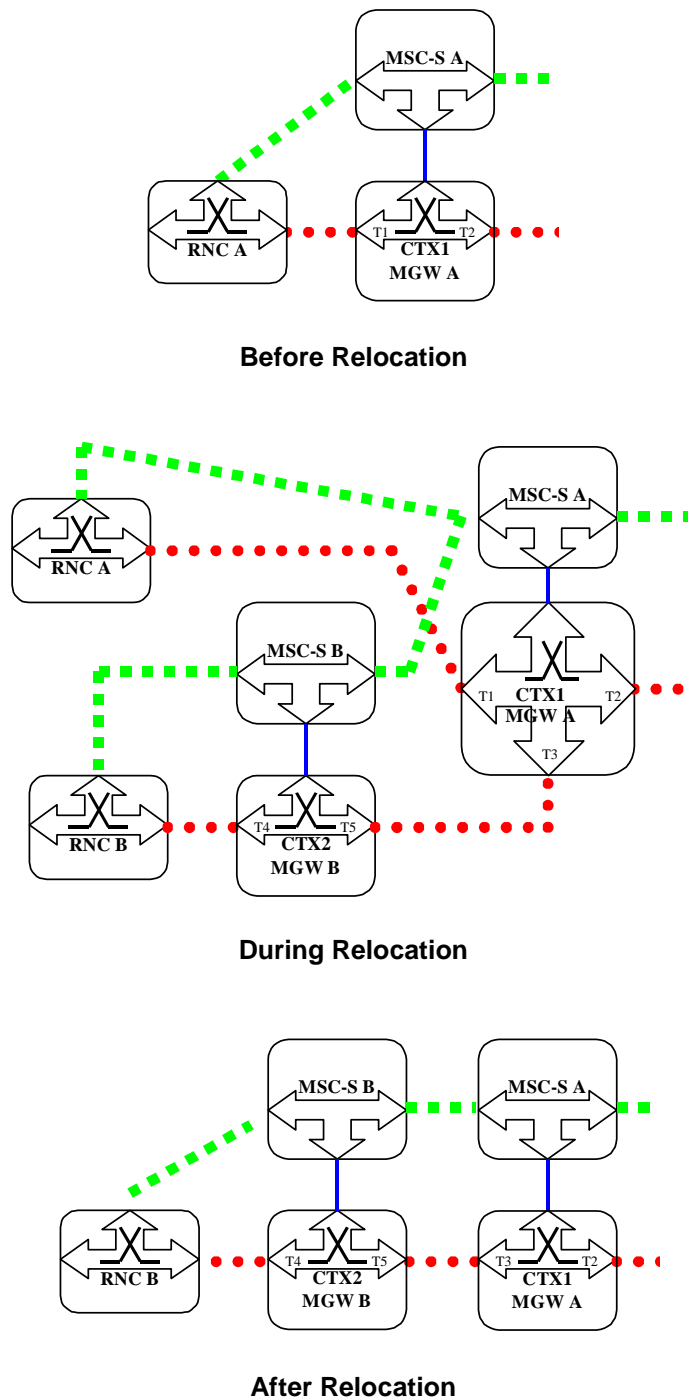 MSC-S A
T1
T2
RNC A
CTX1
MGW A
Before Relocation
MSC-S A
RNC A
MSC-S B
T1
CTX1
T2
MGW A
T3
T4
T5
RNC B
CTX2
MGW B
During Relocation
MSC-S B
MSC-S A
T4
T5
T3
T2
RNC B
CTX2
CTX1
MGW B
MGW A
After Relocation